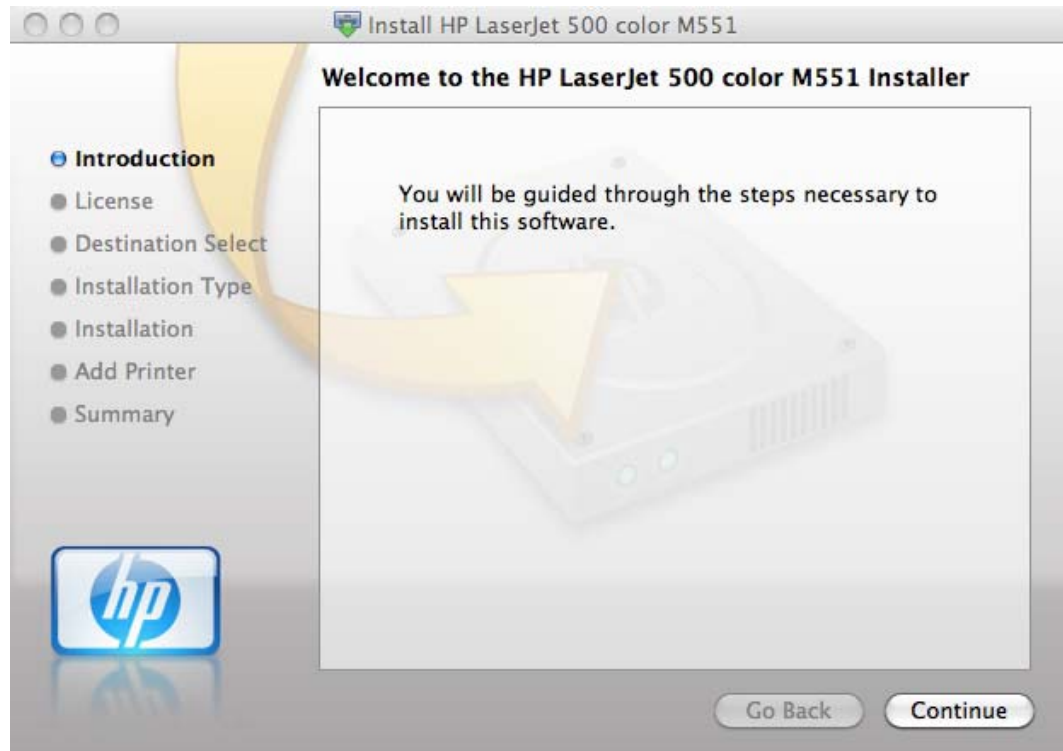 Install HP LaserJet 500 color M551
Welcome to the HP LaserJet 500 color M551 Installer
Introduction
License
Destination Select
Installation Type
Installation
Add Printer
Summary
You will be guided through the steps necessary to
install this software.
hp
Go Back
Continue